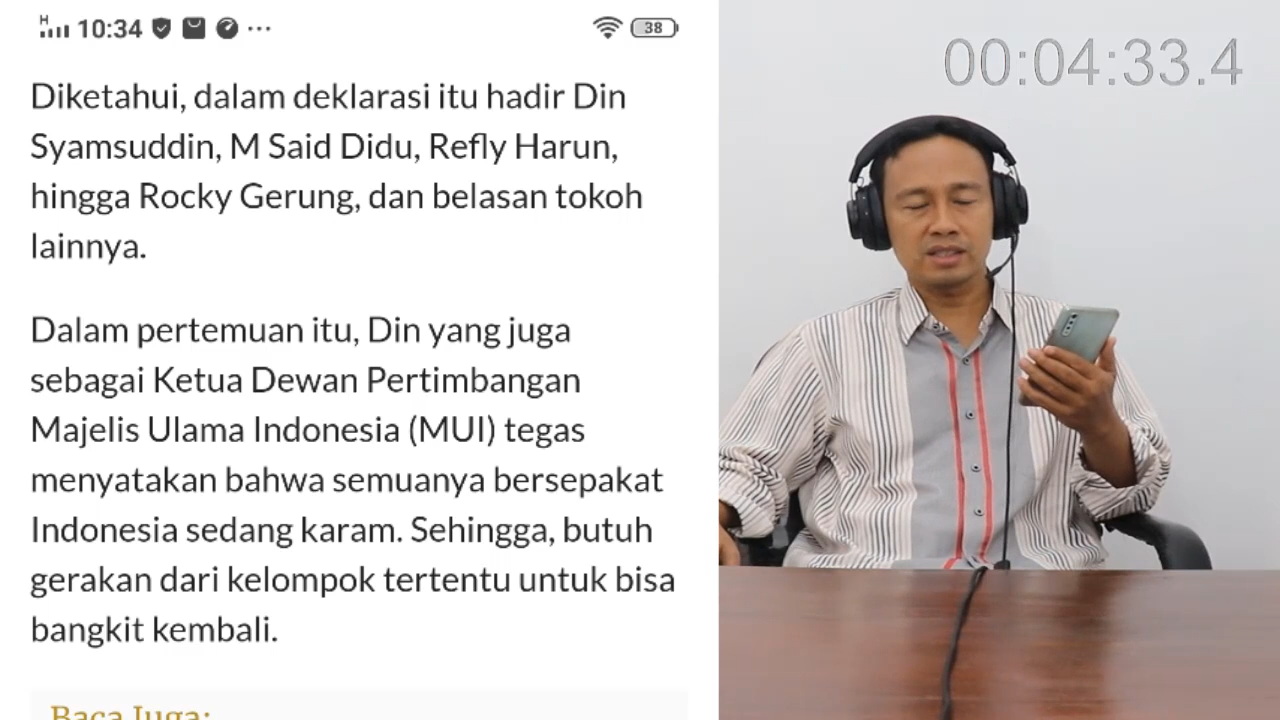 10:34
38
00:04:33.4
Diketahui, dalam deklarasi itu hadir Din
Syamsuddin, M Said Didu, Refly Harun,
hingga Rocky Gerung, dan belasan tokoh
lainnya.
Dalam pertemuan itu, Din yang juga
sebagai Ketua Dewan Pertimbangan
Majelis Ulama Indonesia (MUI) tegas
menyatakan bahwa semuanya bersepakat
Indonesia sedang karam. Sehingga, butuh
gerakan dari kelompok tertentu untuk bisa
bangkit kembali.
Baca Juga: